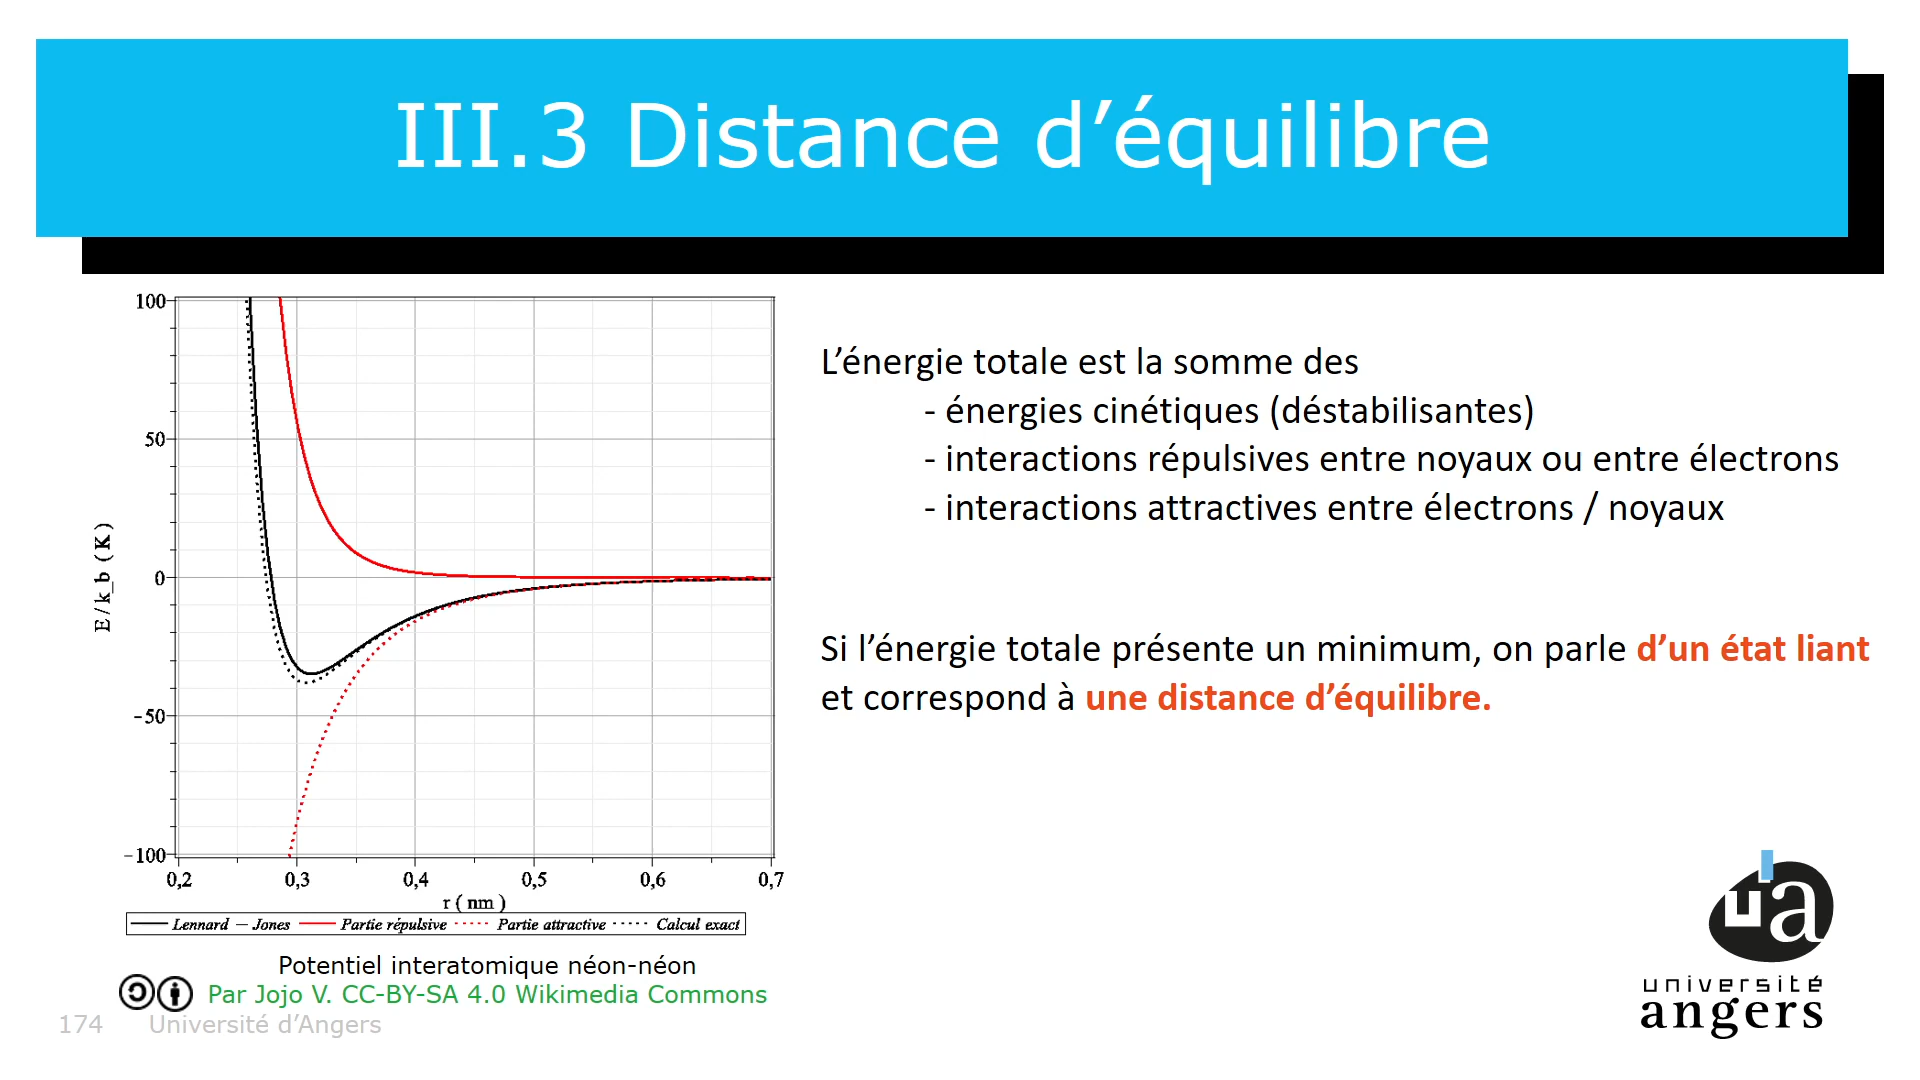 III.3 Distance d’équilibre
100
50
0
−50
−100
E / k_b ( K )
0,2 0,3 0,4 0,5 0,6 0,7
r ( nm )
Lennard − Jones Partie répulsive Partie attractive Calcul exact
Potentiel interatomique néon-néon
Par Jojo V. CC-BY-SA 4.0 Wikimedia Commons
L’énergie totale est la somme des
- énergies cinétiques (déstabilisantes)
- interactions répulsives entre noyaux ou entre électrons
- interactions attractives entre électrons / noyaux
Si l’énergie totale présente un minimum, on parle d’un état liant
et correspond à une distance d’équilibre.
ua
université
angers
174 Université d’Angers